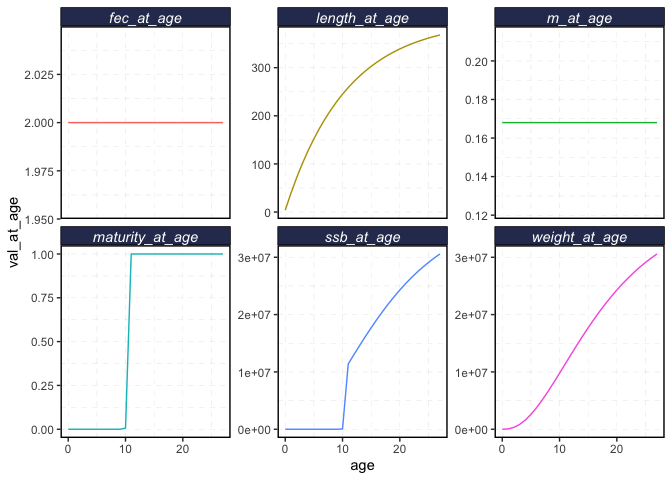 fec_at_age length_at_age m_at_age
2.025
2.000
1.975
1.950
300
200
100
0
0.20
0.18
0.16
0.14
0.12
val_at_age
maturity_at_age ssb_at_age weight_at_age
1.00
0.75
0.50
0.25
0.00
3e+07
2e+07
1e+07
0e+00
3e+07
2e+07
1e+07
0e+00
0 10 20 0 10 20 0 10 20
age